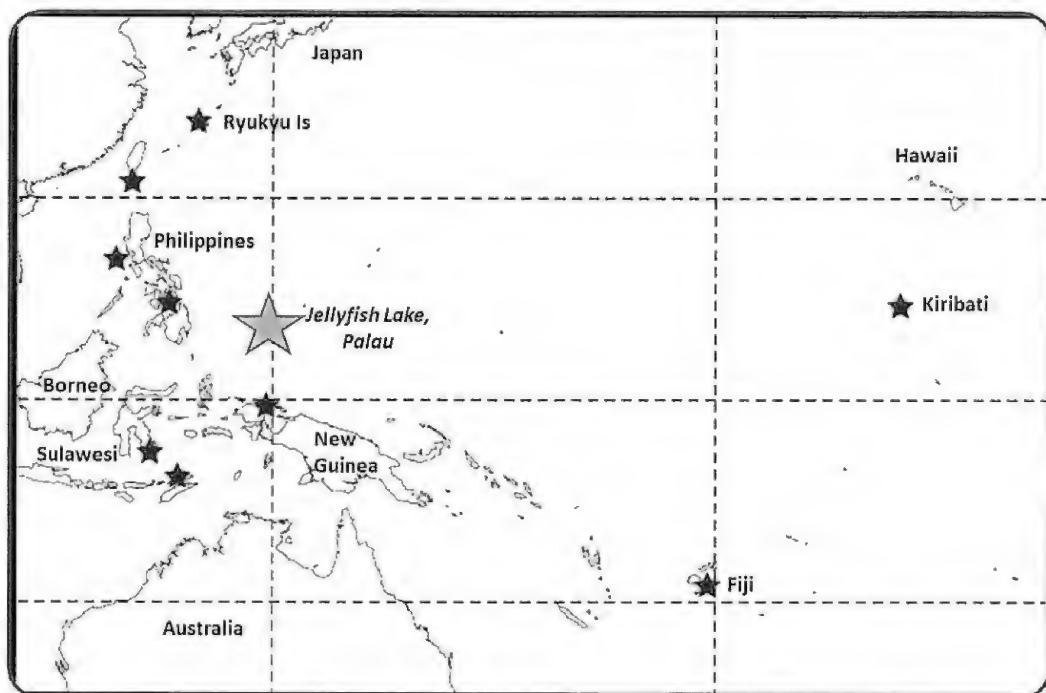 Japan
Ryukyu Is
Hawaii
Philippines
Jellyfish Lake,
Palau
Kiribati
Borneo
New
Guinea
Sulawesi
Fiji
Australia